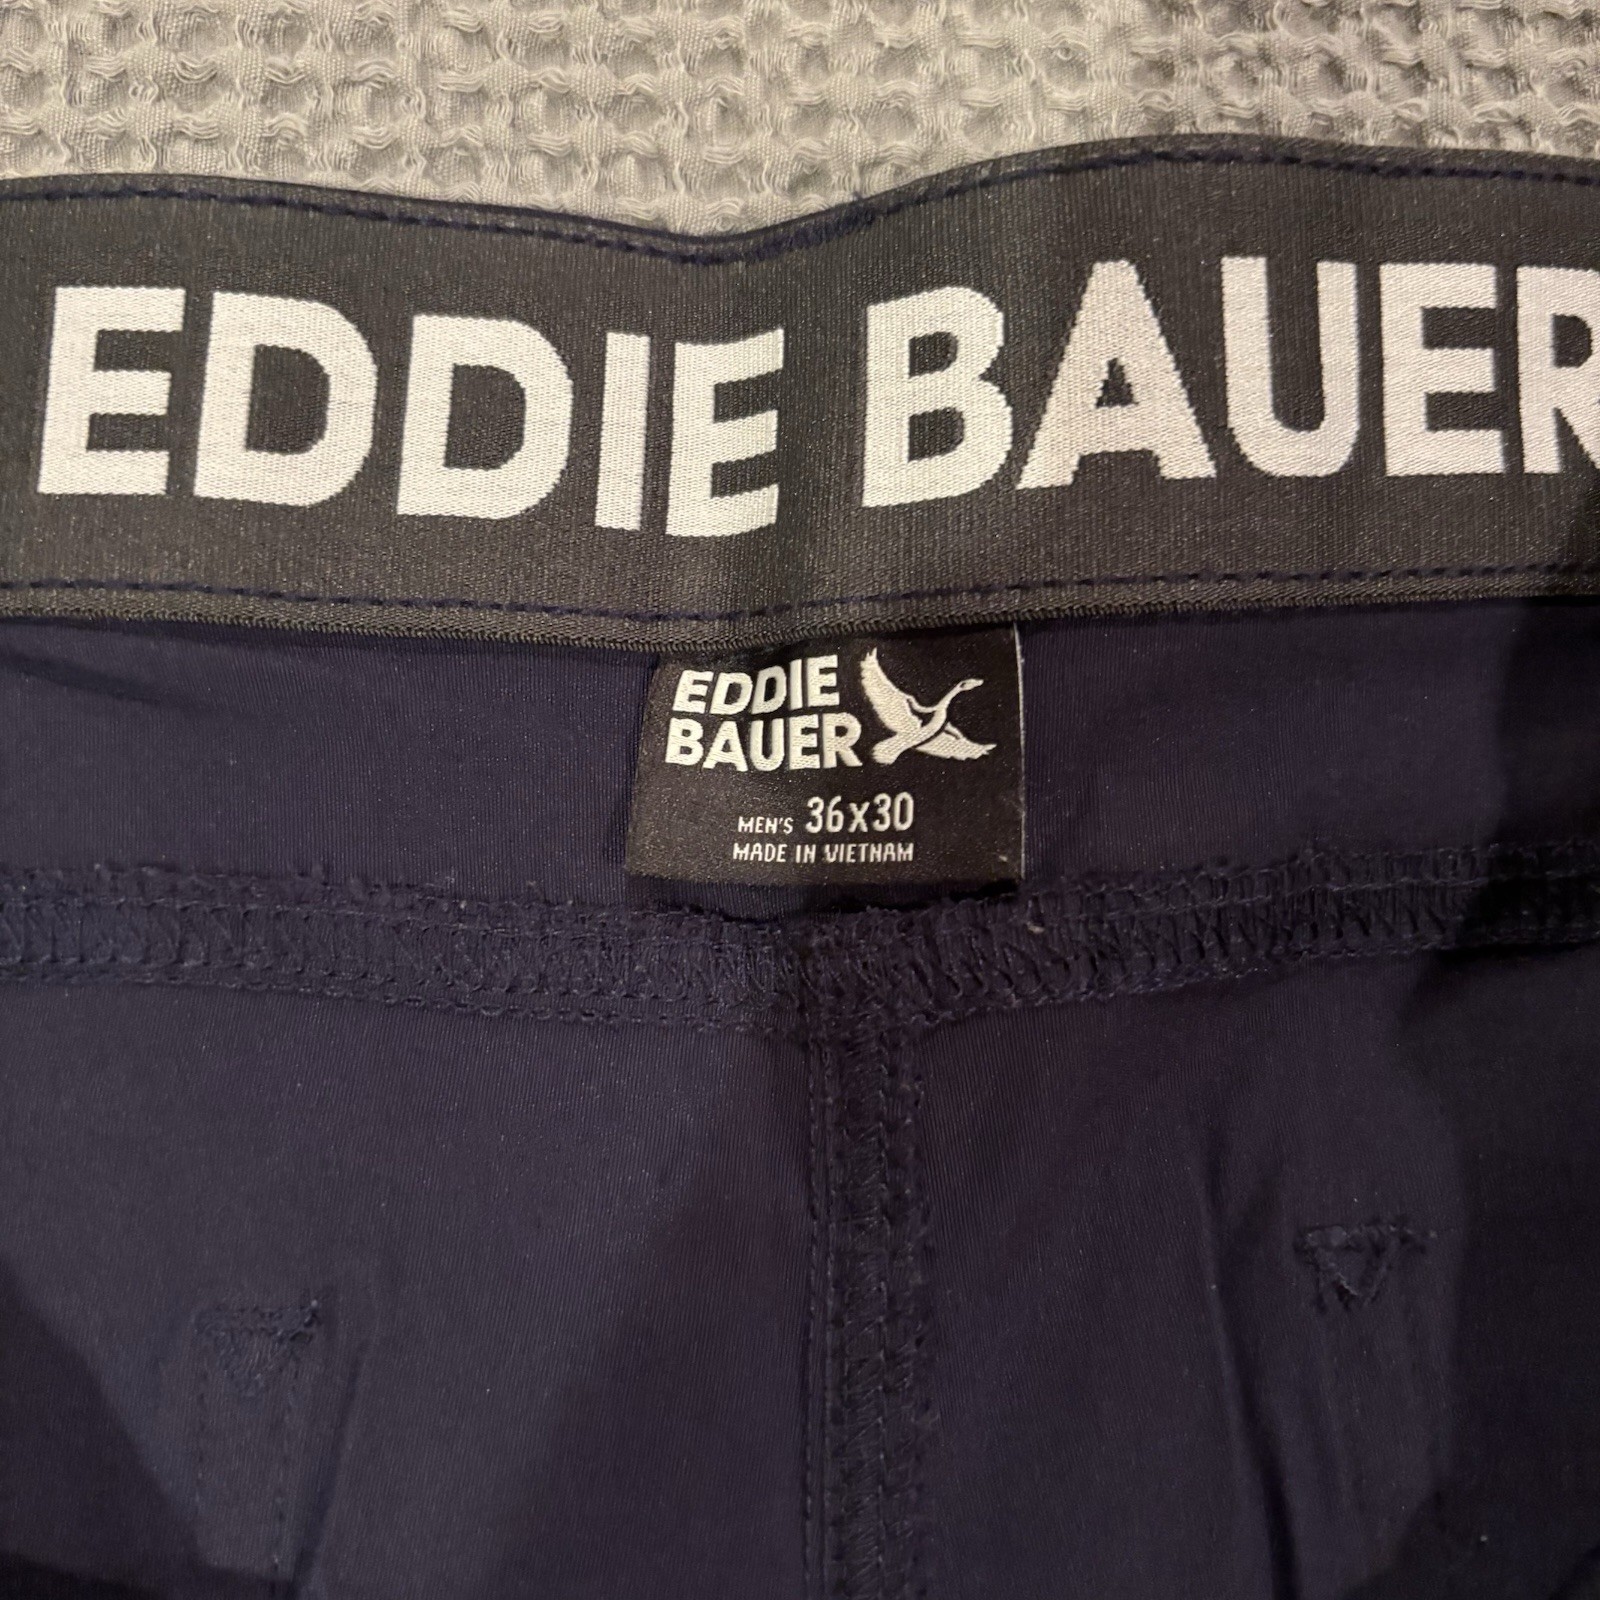 EDDIE BAUER
EDDIE
BAUER
MEN'S 36x30
MADE IN VIETNAM